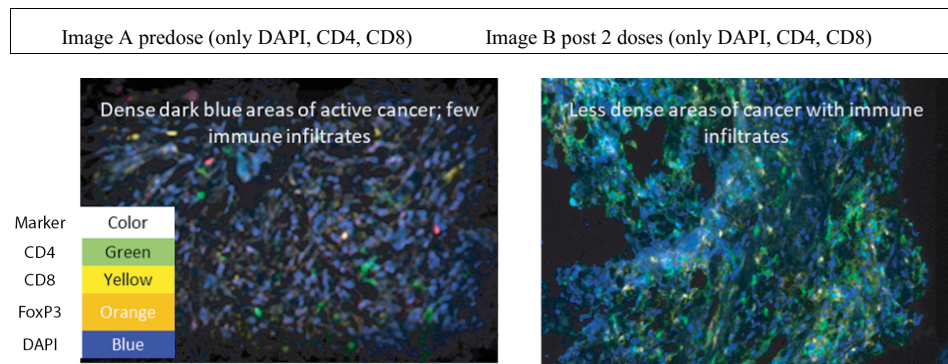 Image A predose (only DAPI, CD4, CD8) Image B post 2 doses (only DAPI, CD4, CD8)
Dense dark blue areas of active cancer; few
immune infiltrates
Less dense areas of cancer with immune
infiltrates
Marker Color
CD4 Green
CD8 Yellow
FoxP3 Orange
DAPI Blue